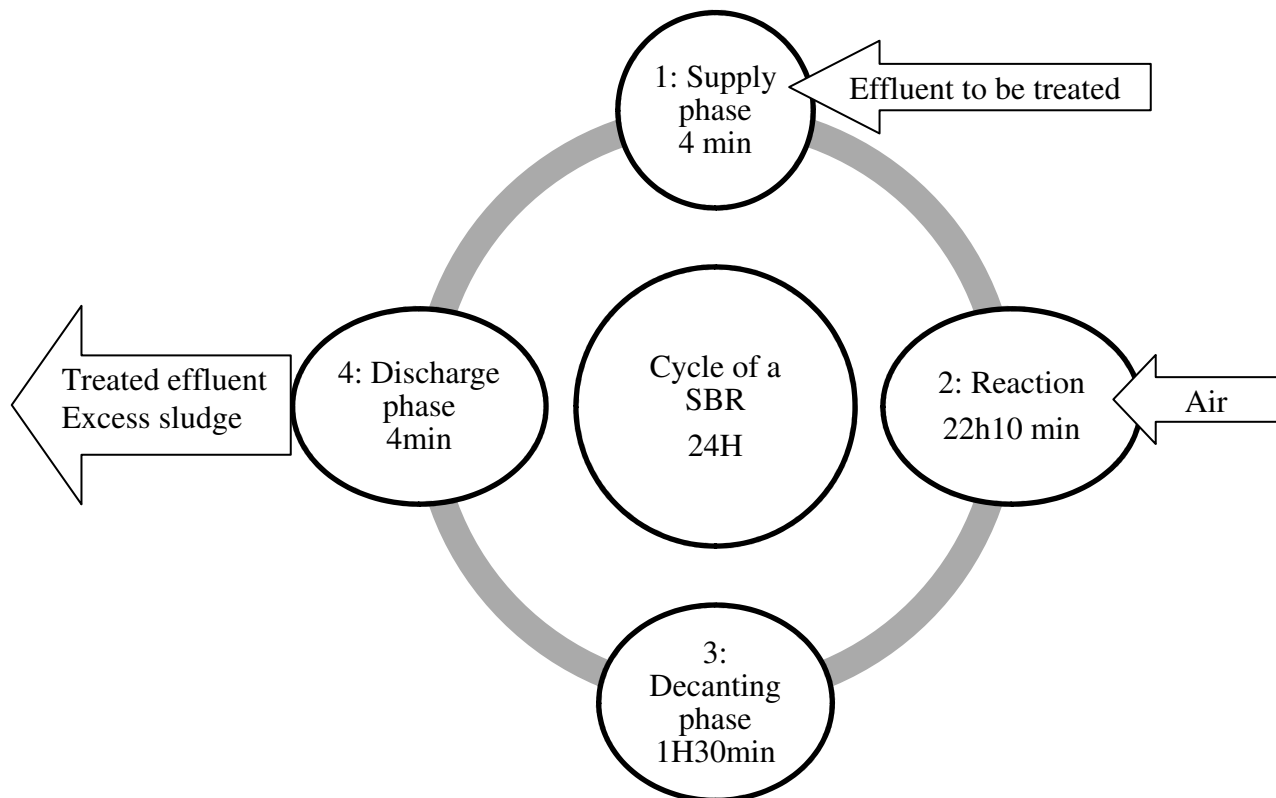 1: Supply
phase
4 min
Effluent to be treated
2: Reaction
22h10 min
Air
3:
Decanting
phase
1H30min
4: Discharge
phase
4min
Treated effluent
Excess sludge
Cycle of a
SBR
24H